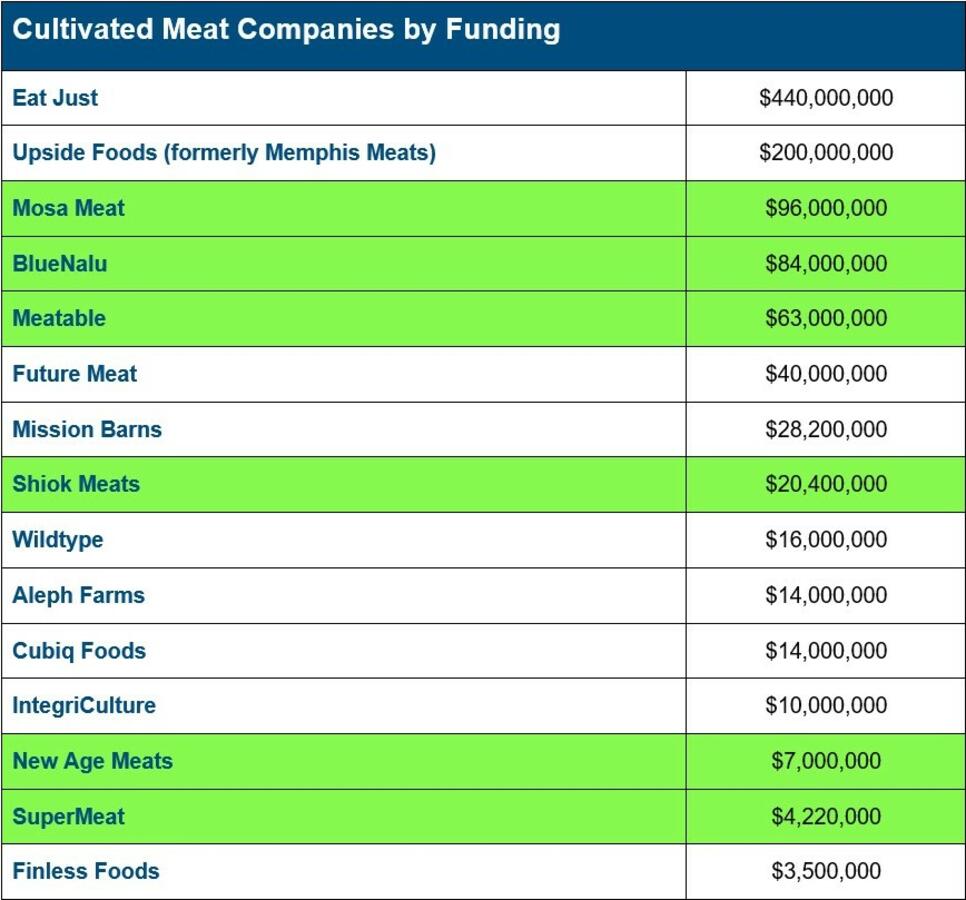 Cultivated Meat Companies by Funding
Eat Just $440,000,000
Upside Foods (formerly Memphis Meats) $200,000,000
Mosa Meat $96,000,000
BlueNalu $84,000,000
Meatable $63,000,000
Future Meat $40,000,000
Mission Barns $28,200,000
Shiok Meats $20,400,000
Wildtype $16,000,000
Aleph Farms $14,000,000
Cubiq Foods $14,000,000
IntegriCulture $10,000,000
New Age Meats $7,000,000
SuperMeat $4,220,000
Finless Foods $3,500,000